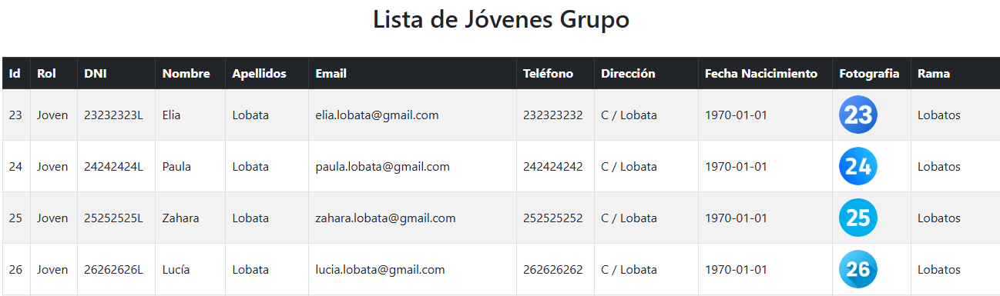 Lista de Jóvenes Grupo
Id Rol DNI Nombre Apellidos Email Teléfono Dirección Fecha Nacicimiento Fotografia Rama
23 Joven 23232323L Elia Lobata elia.lobata@gmail.com 232323232 C / Lobata 1970-01-01 23 Lobatos
24 Joven 24242424L Paula Lobata paula.lobata@gmail.com 242424242 C / Lobata 1970-01-01 24 Lobatos
25 Joven 25252525L Zahara Lobata zahara.lobata@gmail.com 252525252 C / Lobata 1970-01-01 25 Lobatos
26 Joven 26262626L Lucía Lobata lucia.lobata@gmail.com 262626262 C / Lobata 1970-01-01 26 Lobatos